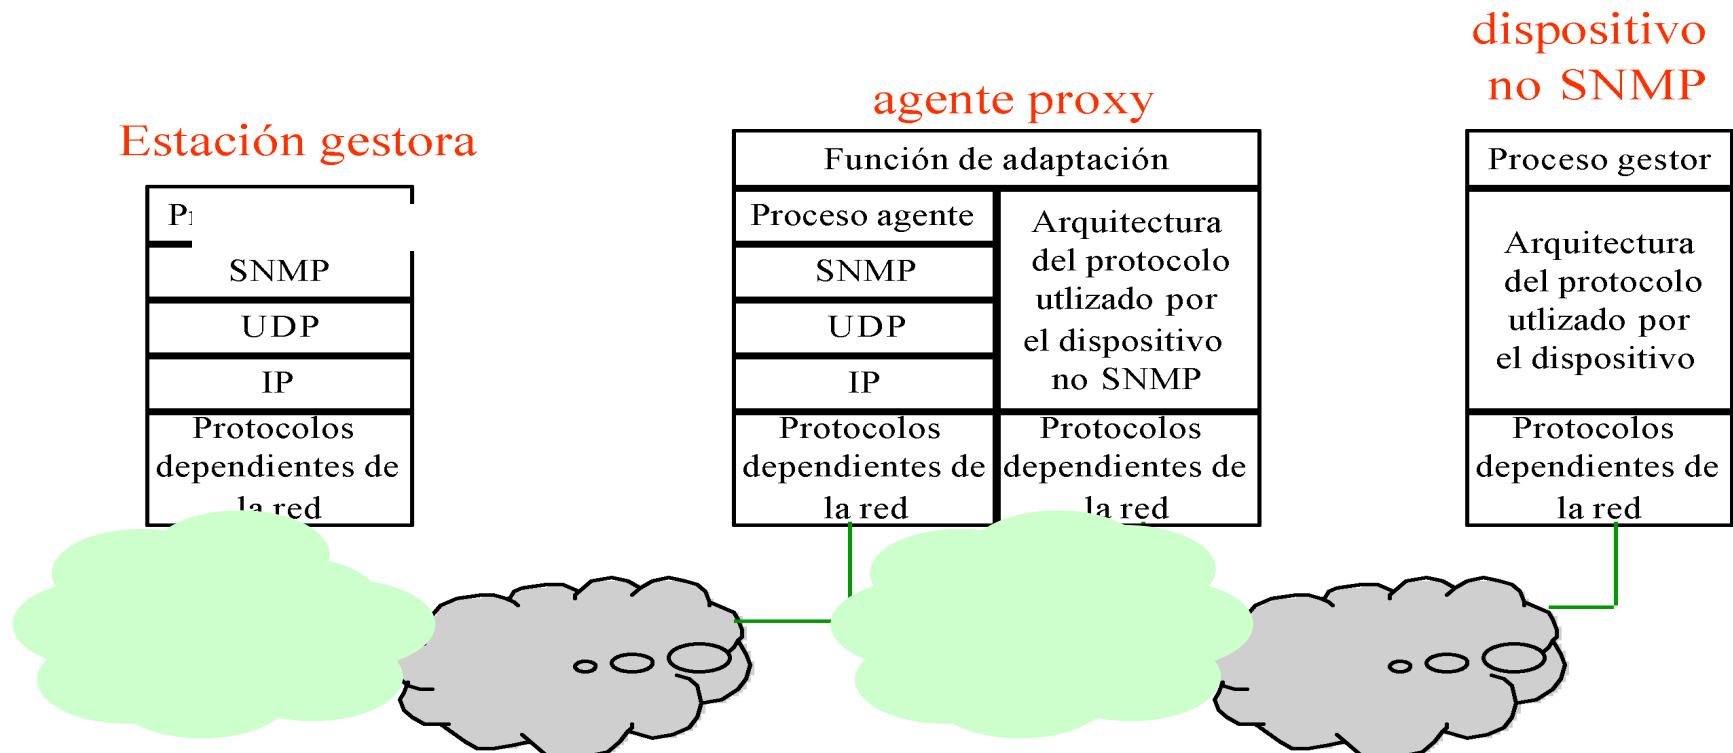 Estación gestora
SNMP
UDP
IP
Protocolos
dependientes de
la red
agente proxy
Función de adaptación
Proceso agente
SNMP
UDP
IP
Protocolos
dependientes de
la red
Arquitectura
del protocolo
utlizado por
el dispositivo
no SNMP
Protocolos
dependientes de
la red
dispositivo
no SNMP
Proceso gestor
Arquitectura
del protocolo
utlizado por
el dispositivo
Protocolos
dependientes de
la red